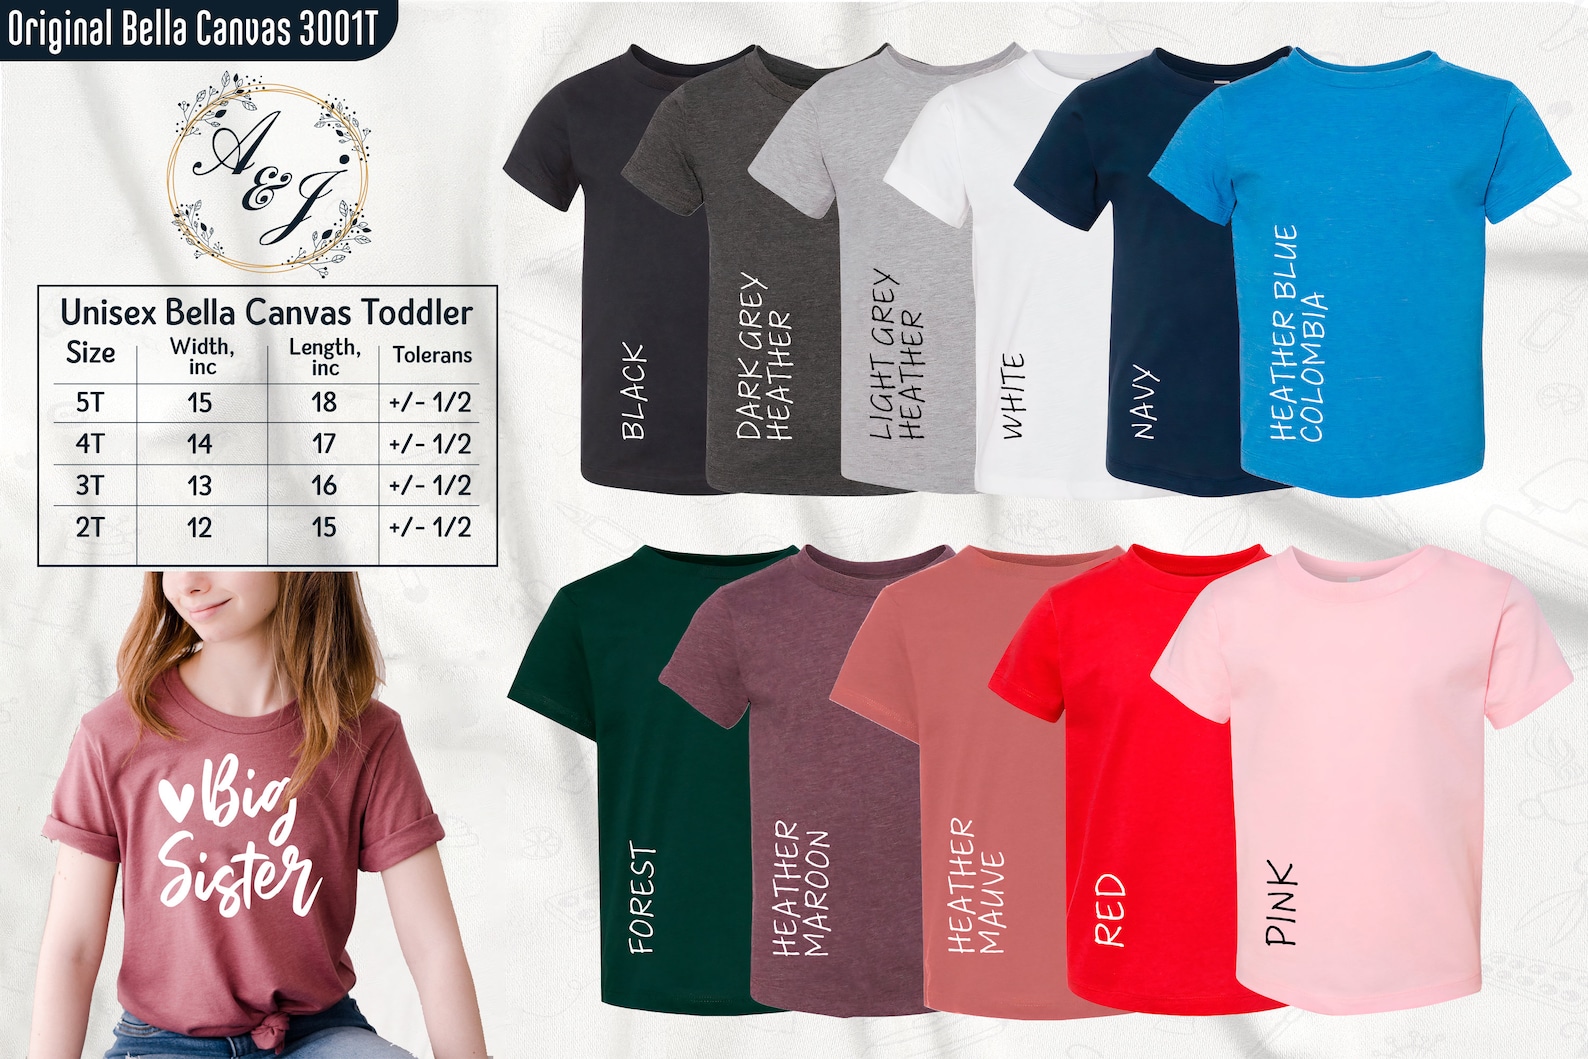 Original Bella Canvas 3001T
A&J
Unisex Bella Canvas Toddler
Size Width, inc Length, inc Tolerans
5T 15 18 +/- 1/2
4T 14 17 +/- 1/2
3T 13 16 +/- 1/2
2T 12 15 +/- 1/2
Big
Sister
BLACK
DARK GREY
HEATHER
LIGHT GREY
HEATHER
WHITE
NAVY
HEATHER BLUE
COLOMBIA
FOREST
HEATHER
MAROON
HEATHER
MAUVE
RED
PINK